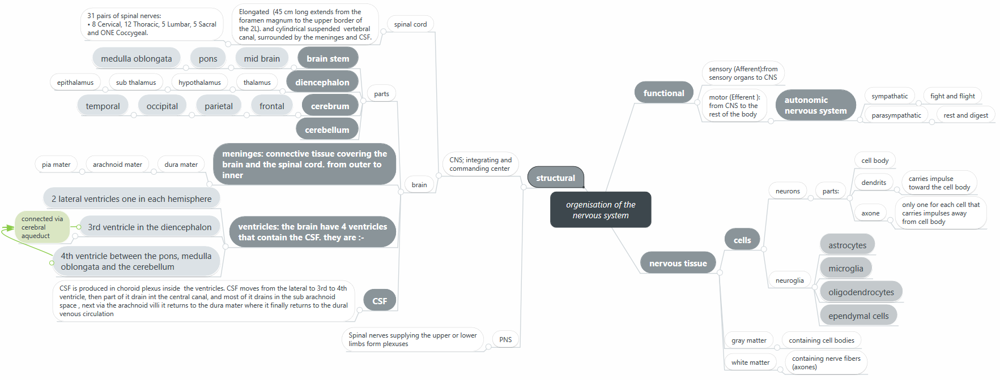 orgenisation of the
nervous system
structural
CNS; integrating and
commanding center
spinal cord
Elongated  (45 cm long extends from the
foramen magnum to the upper border of
the 2L). and cylindrical suspended  vertebral
canal, surrounded by the meninges and CSF.
31 pairs of spinal nerves:
• 8 Cervical, 12 Thoracic, 5 Lumbar, 5 Sacral
and ONE Coccygeal.
brain
parts
brain stem
mid brain
pons
medulla oblongata
diencephalon
thalamus
hypothalamus
sub thalamus
epithalamus
cerebrum
frontal
parietal
occipital
temporal
cerebellum
meninges: connective tissue covering the
brain and the spinal cord. from outer to
inner
dura mater
arachnoid mater
pia mater
ventricles: the brain have 4 ventricles
that contain the CSF. they are :-
2 lateral ventricles one in each hemisphere
3rd ventricle in the diencephalon
connected via
cerebral
aqueduct
4th ventricle between the pons, medulla
oblongata and the cerebellum
CSF
CSF is produced in choroid plexus inside  the ventricles. CSF moves from the lateral to 3rd to 4th
ventricle, then part of it drain int the central canal, and most of it drains in the sub arachnoid
space , next via the arachnoid villi it returns to the dura mater where it finally returns to the dural
venous circulation
PNS
Spinal nerves supplying the upper or lower
limbs form plexuses
functional
sensory (Afferent):from
sensory organs to CNS
motor (Efferent ):
from CNS to the
rest of the body
autonomic
nervous system
sympathatic
fight and flight
parasympathatic
rest and digest
nervous tissue
cells
neurons
parts:
cell body
dendrits
carries impulse
toward the cell body
axone
only one for each cell that
carries impulses away
from cell body
neuroglia
astrocytes
microglia
oligodendrocytes
ependymal cells
gray matter
containing cell bodies
white matter
containing nerve fibers
(axones)